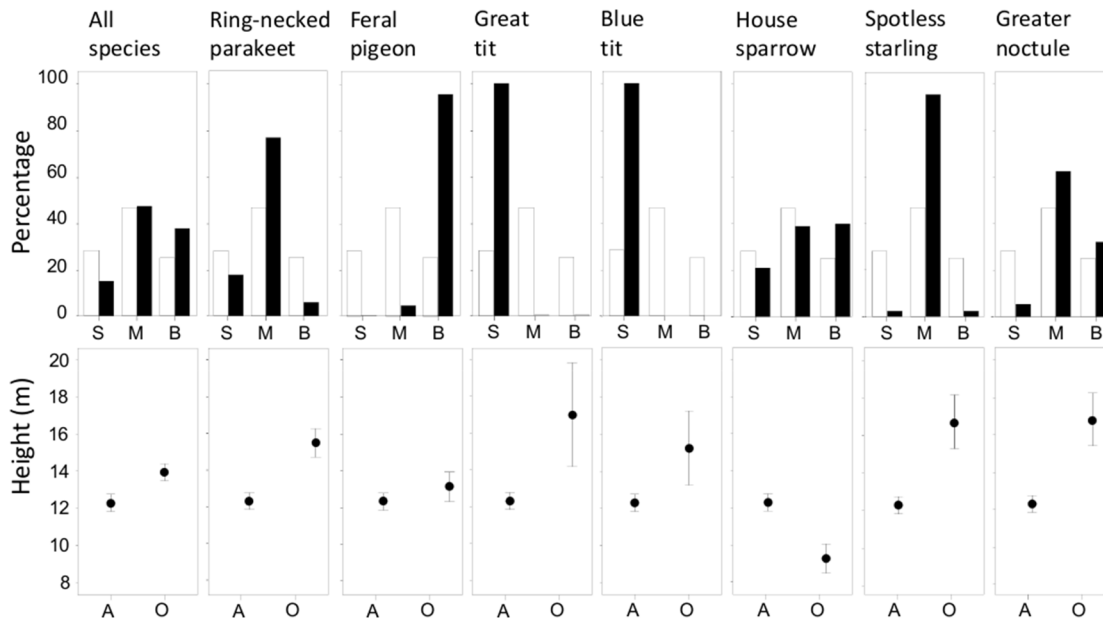 All species
Ring-necked parakeet
Feral pigeon
Great tit
Blue tit
House sparrow
Spotless starling
Greater noctule
Percentage
100
80
60
40
20
0
S M B
S M B
S M B
S M B
S M B
S M B
S M B
S M B
Height (m)
20
18
16
14
12
10
8
A O
A O
A O
A O
A O
A O
A O
A O